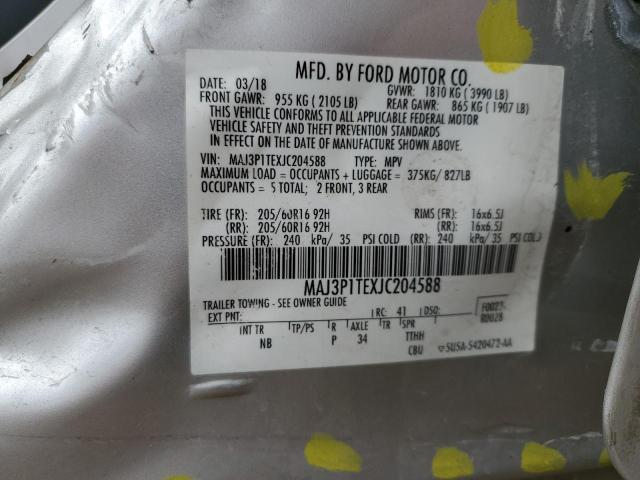 MFD. BY FORD MOTOR CO.
DATE: 03/18 GVWR: 1810 KG ( 3990 LB)
FRONT GAWR: 955 KG ( 2105 LB) REAR GAWR: 865 KG ( 1907 LB)
THIS VEHICLE CONFORMS TO ALL APPLICABLE FEDERAL MOTOR
VEHICLE SAFETY AND THEFT PREVENTION STANDARDS
IN EFFECT ON THE DATE OF MANUFACTURE SHOWN ABOVE.
VIN: MAJ3P1TEXJC204588 TYPE: MPV
MAXIMUM LOAD = OCCUPANTS + LUGGAGE = 375KG/ 827LB
OCCUPANTS = 5 TOTAL; 2 FRONT, 3 REAR
TIRE (FR): 205/60R16 92H RIMS (FR): 16x6.5J
(RR): 205/60R16 92H (RR): 16x6.5J
PRESSURE (FR): 240 kPa/ 35 PSI COLD (RR): 240 kPa/ 35 PSI COLD
MAJ3P1TEXJC204588
TRAILER TOWING - SEE OWNER GUIDE
EXT PNT: RC: 41 DSO: F0027
R0028
INT TR TP/PS R AXLE TR SPR
NB P 34 TTHH
CBU SU5A-5420472-AA